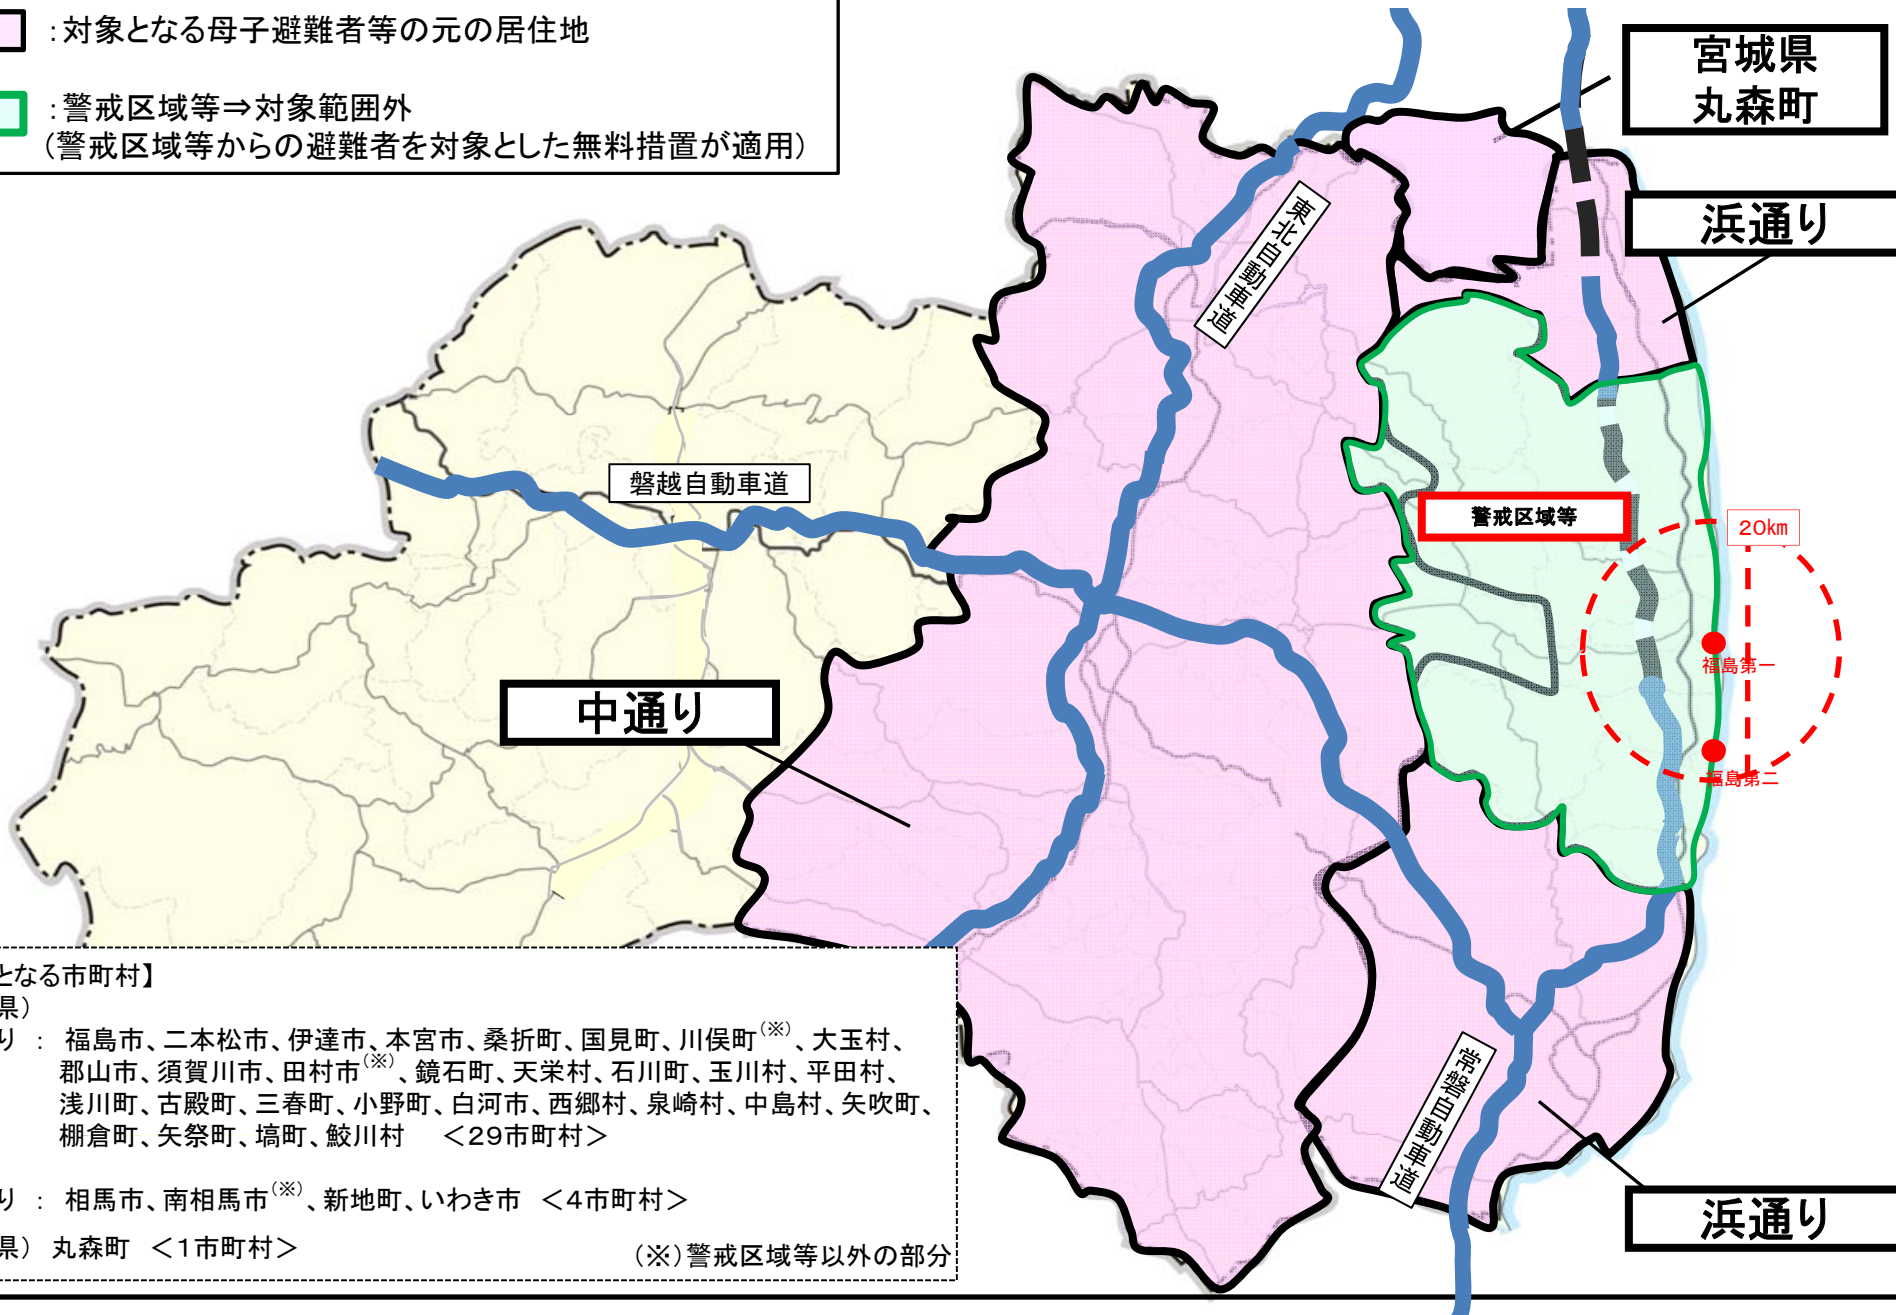 ：対象となる母子避難者等の元の居住地
：警戒区域等⇒対象範囲外
（警戒区域等からの避難者を対象とした無料措置が適用）
宮城県
丸森町
浜通り
東北自動車道
磐越自動車道
警戒区域等
20km
福島第一
福島第二
中通り
常磐自動車道
浜通り
となる市町村】
県）
り ： 福島市、二本松市、伊達市、本宮市、桑折町、国見町、川俣町(※)、大玉村、
郡山市、須賀川市、田村市(※)、鏡石町、天栄村、石川町、玉川村、平田村、
浅川町、古殿町、三春町、小野町、白河市、西郷村、泉崎村、中島村、矢吹町、
棚倉町、矢祭町、塙町、鮫川村 ＜29市町村＞
り ： 相馬市、南相馬市(※)、新地町、いわき市 ＜4市町村＞
県） 丸森町 ＜1市町村＞
（※）警戒区域等以外の部分